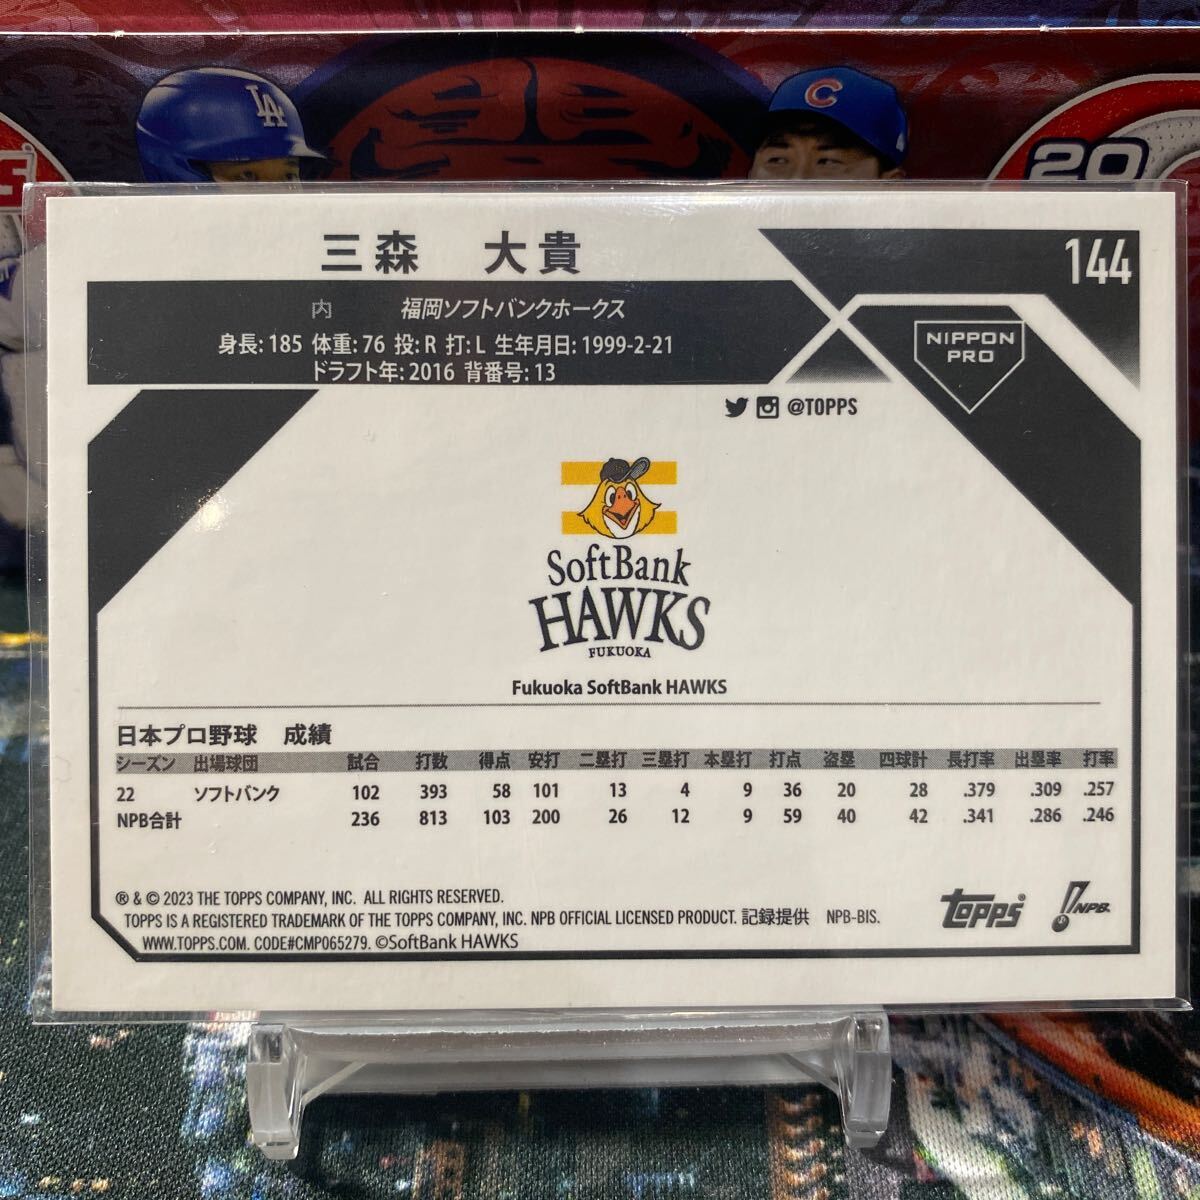 LA
C
20
三森 大貴
144
内 福岡ソフトバンクホークス
身長: 185 体重: 76 投: R 打: L 生年月日: 1999-2-21
ドラフト年: 2016 背番号: 13
NIPPON
PRO
@TOPPS
SoftBank
HAWKS
FUKUOKA
Fukuoka SoftBank HAWKS
日本プロ野球 成績
シーズン 出場球団 試合 打数 得点 安打 二塁打 三塁打 本塁打 打点 盗塁 四球計 長打率 出塁率 打率
22 ソフトバンク 102 393 58 101 13 4 9 36 20 28 .379 .309 .257
NPB合計 236 813 103 200 26 12 9 59 40 42 .341 .286 .246
® & © 2023 THE TOPPS COMPANY, INC. ALL RIGHTS RESERVED.
TOPPS IS A REGISTERED TRADEMARK OF THE TOPPS COMPANY, INC. NPB OFFICIAL LICENSED PRODUCT. 記録提供 NPB-BIS.
WWW.TOPPS.COM. CODE#CMP065279. ©SoftBank HAWKS
topps
NPB